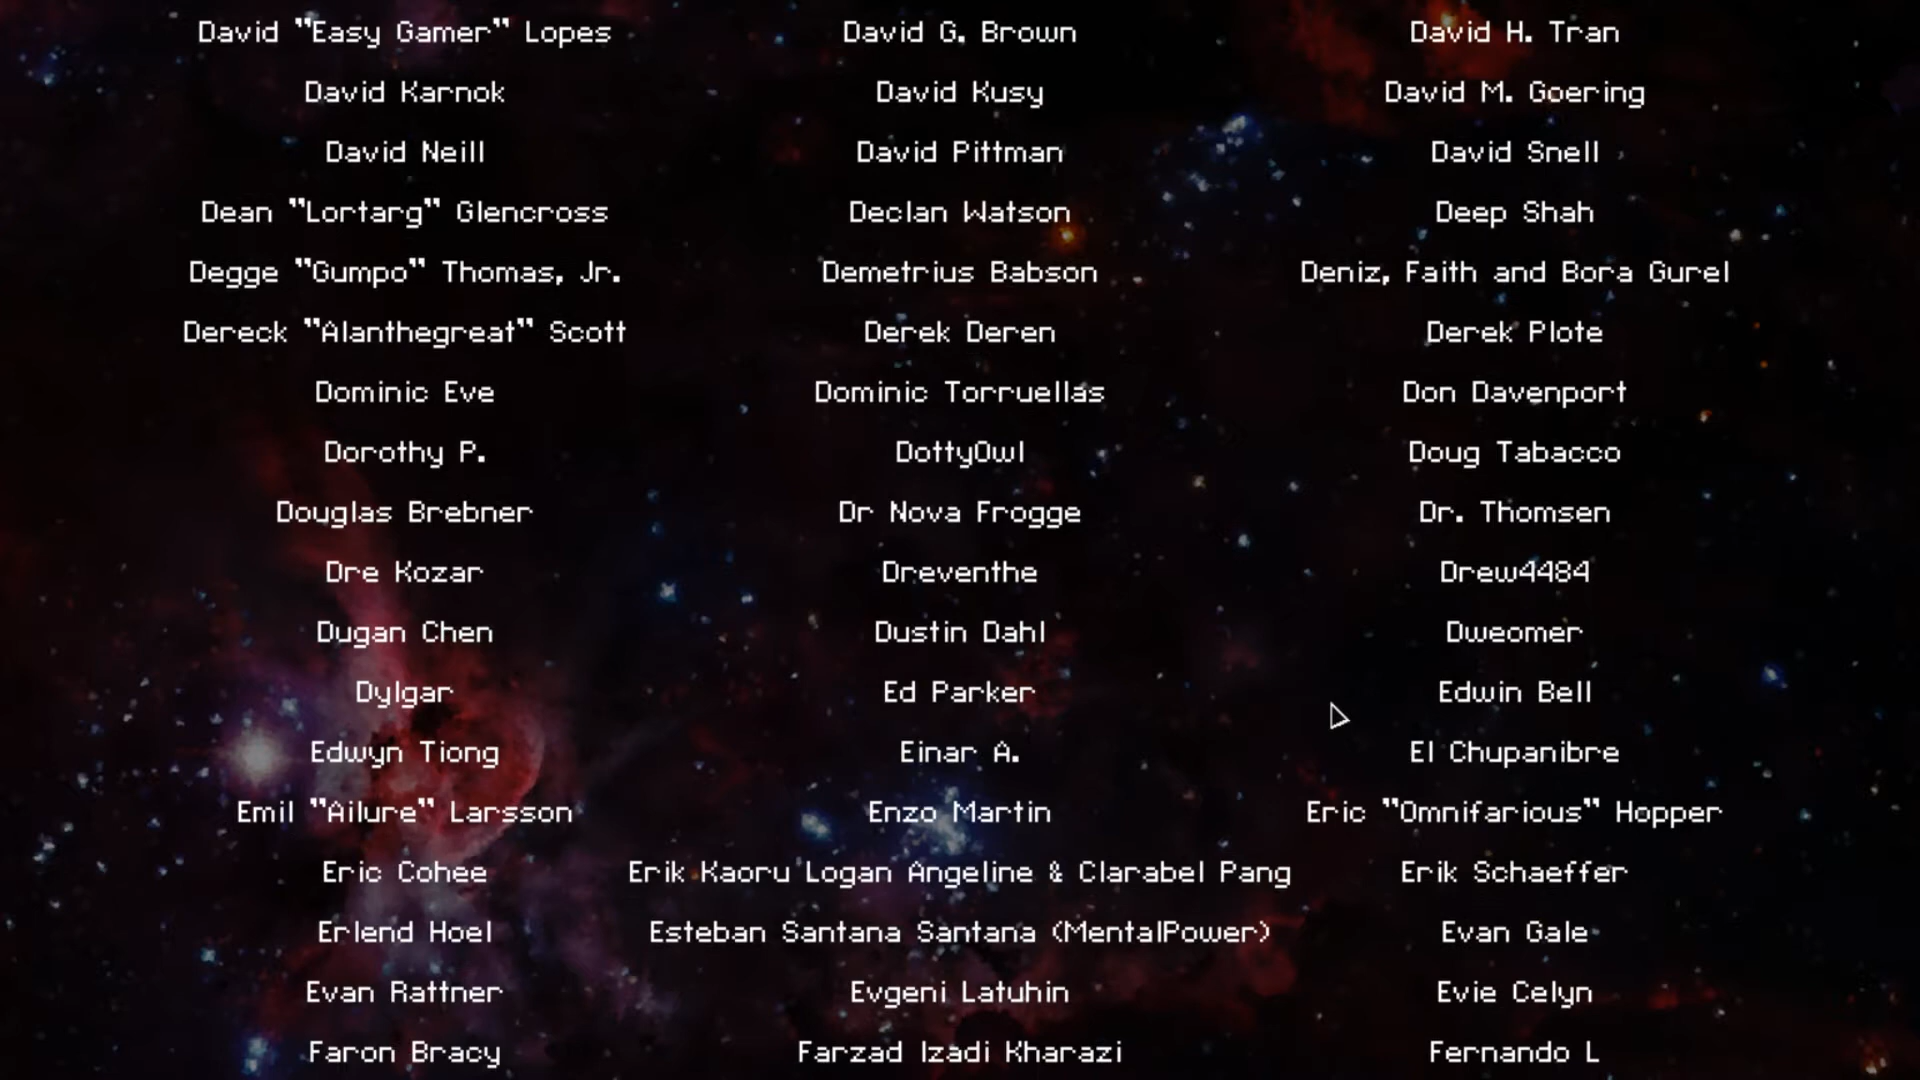 David "Easy Gamer" Lopes David G. Brown David H. Tran
David Karnok David Kusy David M. Goering
David Neill David Pittman David Snell
Dean "Lortang" Glencross Declan Watson Deep Shah
Degge "Gumpo" Thomas, Jr. Demetrius Babson Deniz, Faith and Bora Gurel
Dereck "Alanthegreat" Scott Derek Deren Derek Plote
Dominic Eve Dominic Torruellas Don Davenport
Dorothy P. DottyOwl Doug Tabacco
Douglas Brebner Dr Nova Frogge Dr. Thomsen
Dre Kozar Dreventhe Drew4484
Dugan Chen Dustin Dahl Dweomer
Dylgar Ed Parker Edwin Bell
Edwyn Tiong Einar A. El Chupanibre
Emil "Ailure" Larsson Enzo Martin Eric "Omnifarious" Hopper
Eric Cohee Erik Kaoru Logan Angeline & Clarabel Pang Erik Schaeffer
Erlend Hoel Esteban Santana Santana (MentalPower) Evan Gale
Evan Rattner Evgeni Latuhin Evie Celyn
Faron Bracy Farzad Izadi Kharazi Fernando L